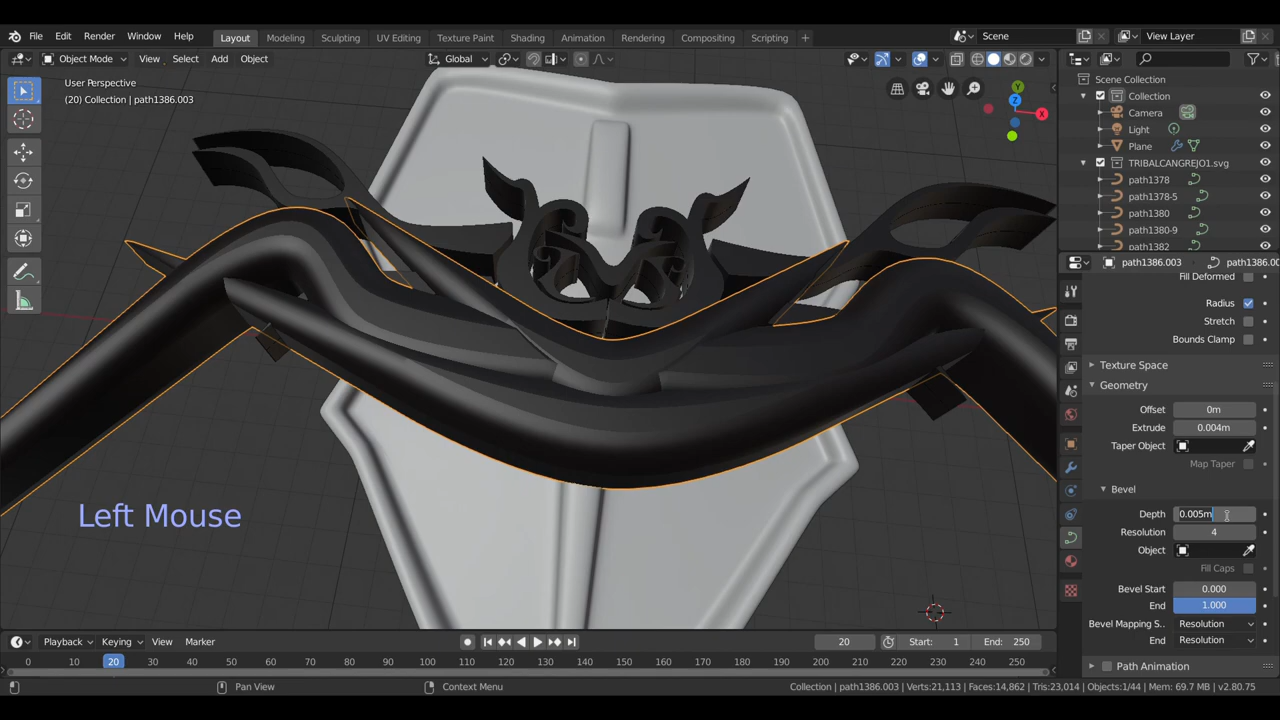 File Edit Render Window Help Layout Modeling Sculpting UV Editing Texture Paint Shading Animation Rendering Compositing Scripting + Scene View Layer
Object Mode View Select Add Object Global
User Perspective
(20) Collection | path1386.003
Y
Z
X
Scene Collection
Collection
Camera
Light
Plane
TRIBALCANGREJO1.svg
path1378
path1378-5
path1380
path1380-9
path1382
path1386.003 path1386.00
Fill Deformed
Radius
Stretch
Bounds Clamp
Texture Space
Geometry
Offset 0m
Extrude 0.004m
Taper Object
Map Taper
Bevel
Depth 0.005m
Resolution 4
Object
Fill Caps
Bevel Start 0.000
End 1.000
Bevel Mapping S.. Resolution
End Resolution
Path Animation
Left Mouse
Playback Keying View Marker 20 Start: 1 End: 250
0 10 20 30 40 50 60 70 80 90 100 110 120 130 140 150 160 170 180 190 200 210 220 230 240 250
Pan View Context Menu Collection | path1386.003 | Verts:21,113 | Faces:14,862 | Tris:23,014 | Objects:1/44 | Mem: 69.7 MB | v2.80.75